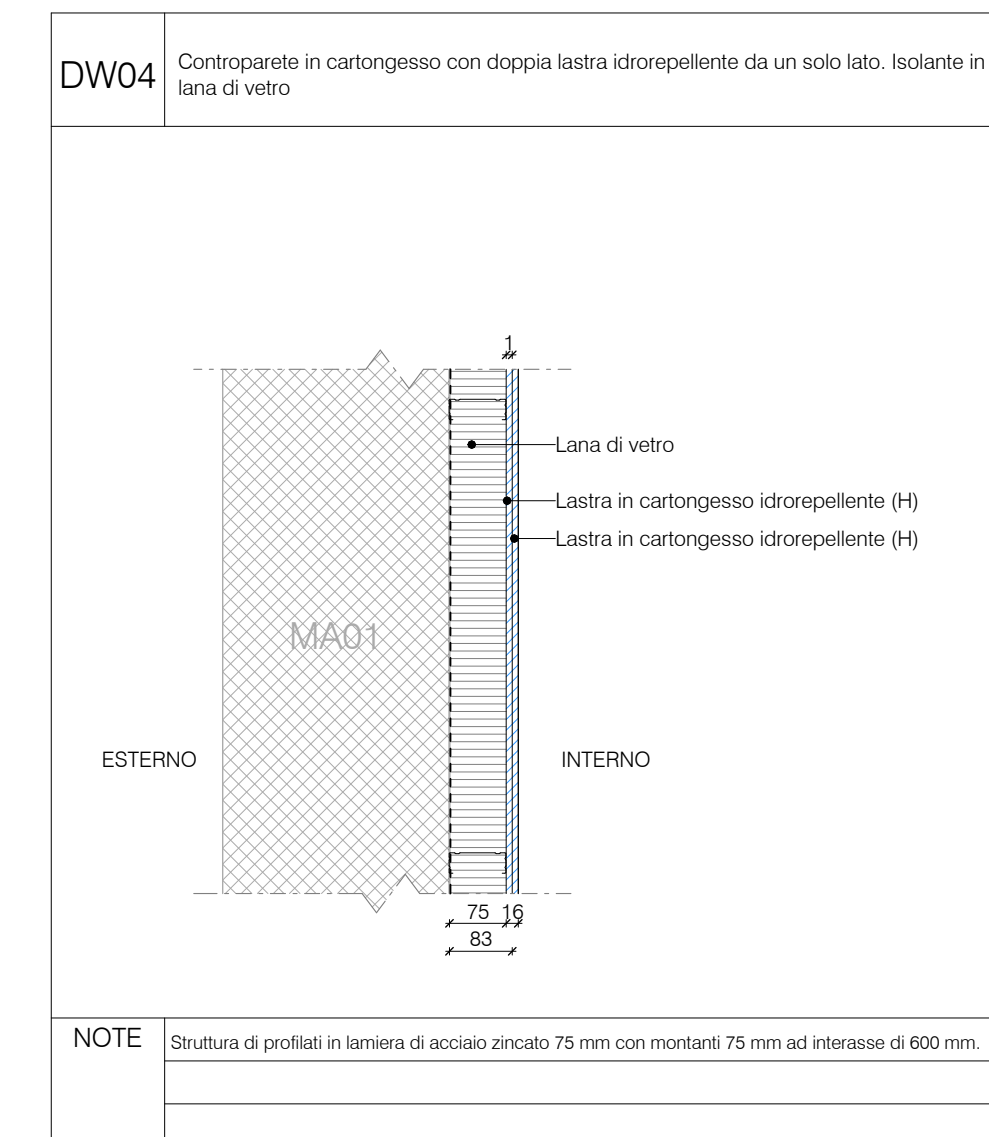 DW04
Controparete in cartongesso con doppia lastra idrorepellente da un solo lato. Isolante in
lana di vetro
1
Lana di vetro
Lastra in cartongesso idrorepellente (H)
Lastra in cartongesso idrorepellente (H)
MA01
ESTERNO
INTERNO
75 16
83
NOTE
Struttura di profilati in lamiera di acciaio zincato 75 mm con montanti 75 mm ad interasse di 600 mm.